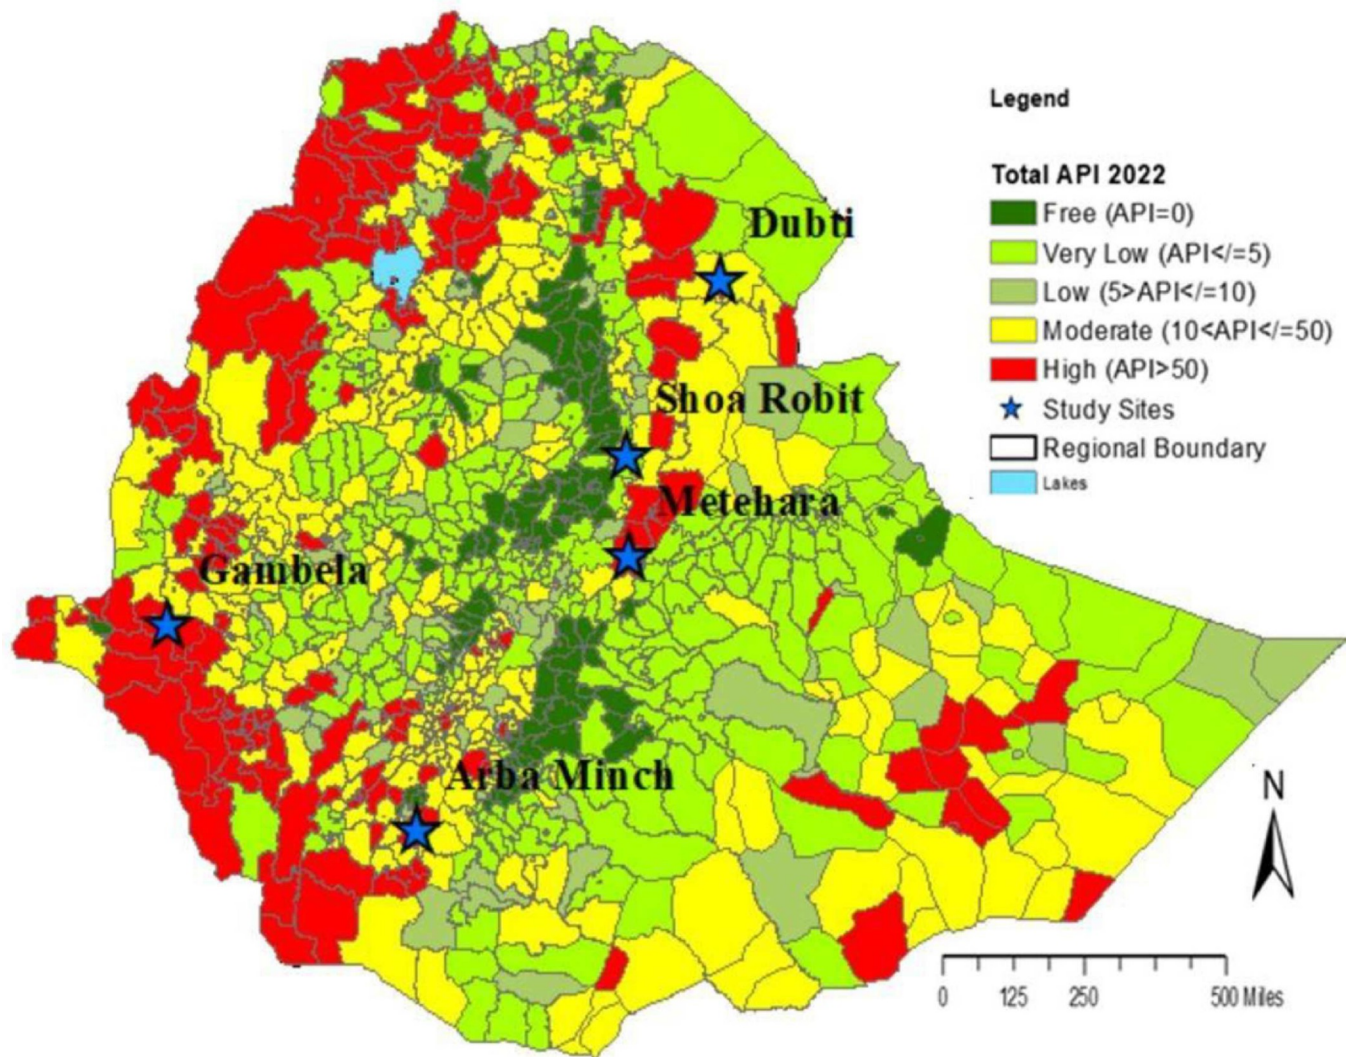 Legend
Total API 2022
Free (API=0)
Very Low (API</=5)
Low (5>API</=10)
Moderate (10<API</=50)
High (API>50)
Study Sites
Regional Boundary
Lakes
Dubti
Shoa Robit
Metehara
Gambela
Arba Minch
N
0 125 250 500 Miles